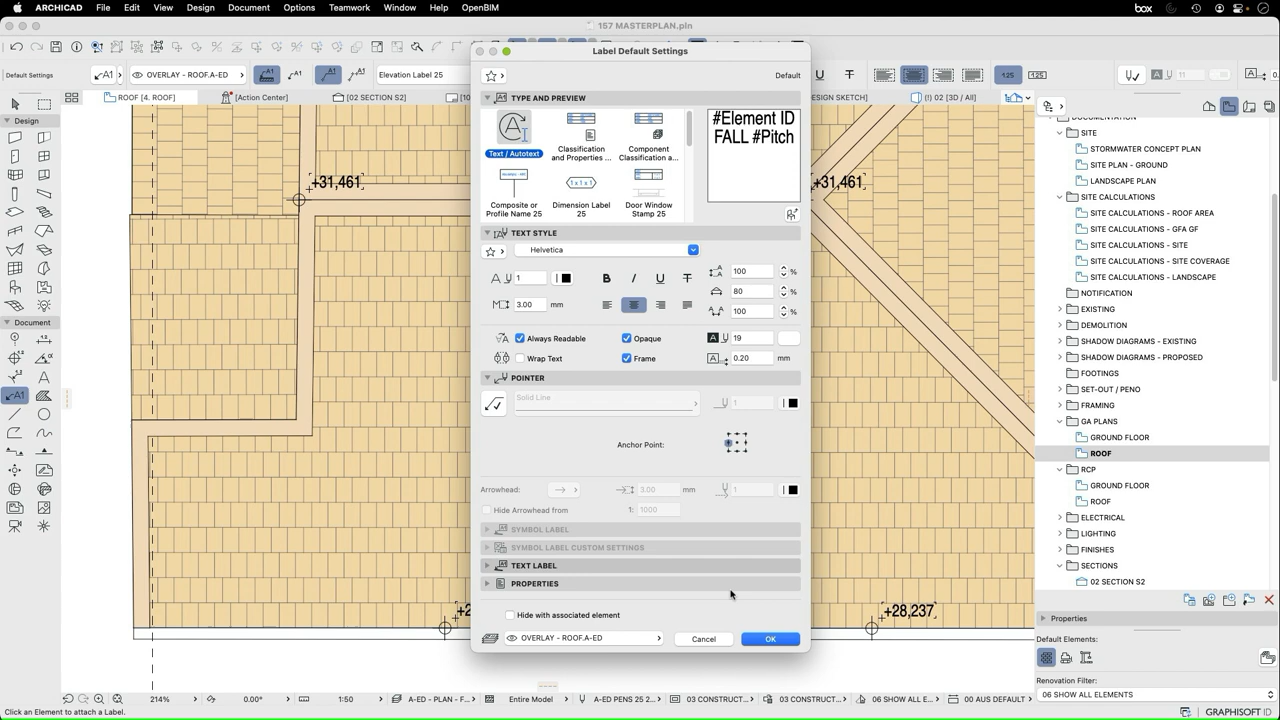 ARCHICAD File Edit View Design Document Options Teamwork Window Help OpenBIM
box
157 MASTERPLAN.pln
Default Settings
OVERLAY - ROOF.A-ED
Elevation Label 25
ROOF [4. ROOF]
[Action Center]
[02 SECTION S2]
(!) 02 [3D / All]
Design
Document
+31,461
+31,461
+28,237
Label Default Settings
Default
TYPE AND PREVIEW
Text / Autotext
Classification and Properties ...
Component Classification a...
Composite or Profile Name 25
Dimension Label 25
Door Window Stamp 25
#Element ID
FALL #Pitch
TEXT STYLE
Helvetica
1
100 %
3.00 mm
80
100 %
Always Readable
Opaque
19
Wrap Text
Frame
0.20 mm
POINTER
Solid Line
1
Anchor Point:
Arrowhead:
3.00 mm
1
Hide Arrowhead from
1: 1000
SYMBOL LABEL
SYMBOL LABEL CUSTOM SETTINGS
TEXT LABEL
PROPERTIES
Hide with associated element
OVERLAY - ROOF.A-ED
Cancel
OK
SITE
STORMWATER CONCEPT PLAN
SITE PLAN - GROUND
LANDSCAPE PLAN
SITE CALCULATIONS
SITE CALCULATIONS - ROOF AREA
SITE CALCULATIONS - GFA GF
SITE CALCULATIONS - SITE
SITE CALCULATIONS - SITE COVERAGE
SITE CALCULATIONS - LANDSCAPE
NOTIFICATION
EXISTING
DEMOLITION
SHADOW DIAGRAMS - EXISTING
SHADOW DIAGRAMS - PROPOSED
FOOTINGS
SET-OUT / PENO
FRAMING
GA PLANS
GROUND FLOOR
ROOF
RCP
GROUND FLOOR
ROOF
ELECTRICAL
LIGHTING
FINISHES
SECTIONS
02 SECTION S2
Properties
Default Elements:
Renovation Filter:
06 SHOW ALL ELEMENTS
214%
0.00°
1:50
A-ED - PLAN - F...
Entire Model
A-ED PENS 25 2...
03 CONSTRUCT...
03 CONSTRUCT...
06 SHOW ALL E...
00 AUS DEFAULT
Click an Element to attach a Label.
GRAPHISOFT ID